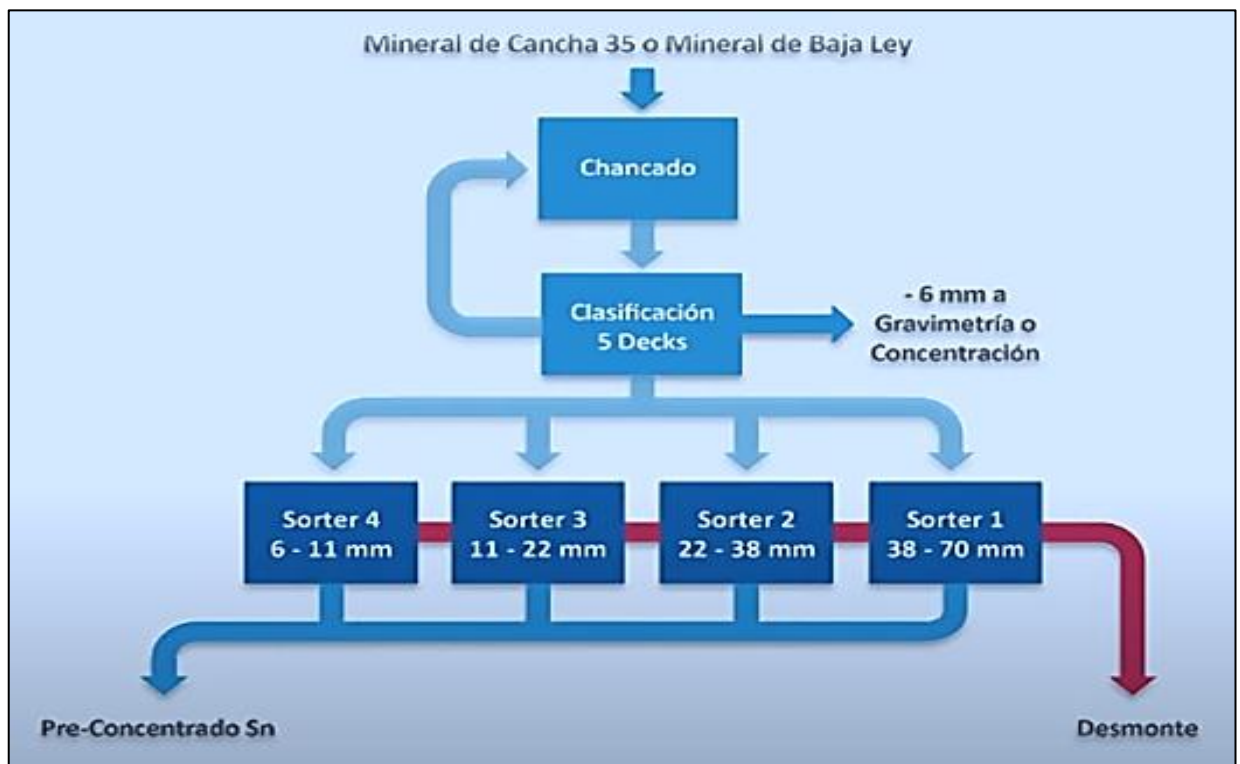 Mineral de Cancha 35 o Mineral de Baja Ley
Chancado
Clasificación
5 Decks
- 6 mm a
Gravimetría o
Concentración
Sorter 4
6 - 11 mm
Sorter 3
11 - 22 mm
Sorter 2
22 - 38 mm
Sorter 1
38 - 70 mm
Pre-Concentrado Sn
Desmonte